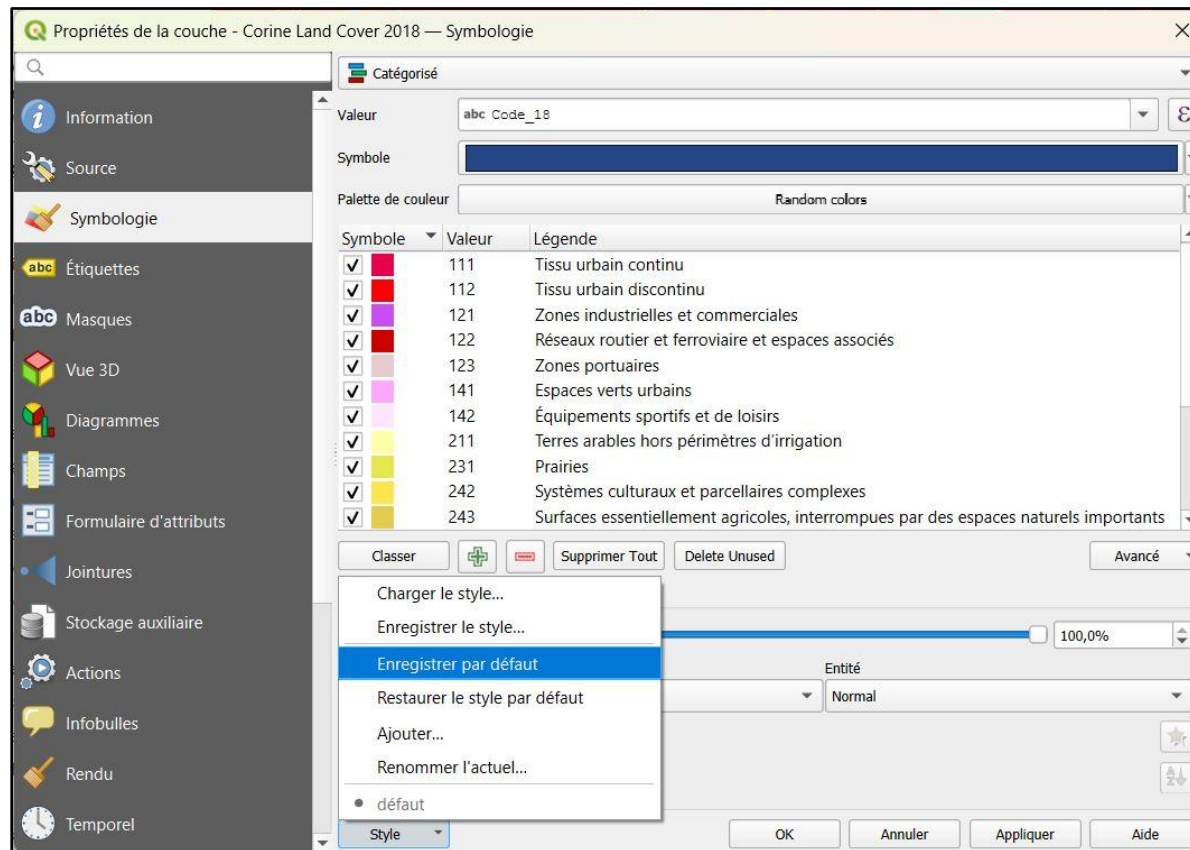 Propriétés de la couche - Corine Land Cover 2018 — Symbologie
Catégorisé
Information
Valeur
abc Code_18
ε
Source
Symbole
Symbologie
Palette de couleur
Random colors
Symbole
Valeur
Légende
abc Étiquettes
111 Tissu urbain continu
112 Tissu urbain discontinu
abc Masques
121 Zones industrielles et commerciales
122 Réseaux routier et ferroviaire et espaces associés
Vue 3D
123 Zones portuaires
141 Espaces verts urbains
Diagrammes
142 Équipements sportifs et de loisirs
211 Terres arables hors périmètres d'irrigation
Champs
231 Prairies
242 Systèmes culturaux et parcellaires complexes
Formulaire d'attributs
243 Surfaces essentiellement agricoles, interrompues par des espaces naturels importants
Classer
Supprimer Tout
Delete Unused
Avancé
Jointures
Charger le style...
Stockage auxiliaire
Enregistrer le style...
100,0%
Actions
Enregistrer par défaut
Entité
Restaurer le style par défaut
Normal
Infobulles
Ajouter...
Rendu
Renommer l'actuel...
défaut
Temporel
Style
OK
Annuler
Appliquer
Aide